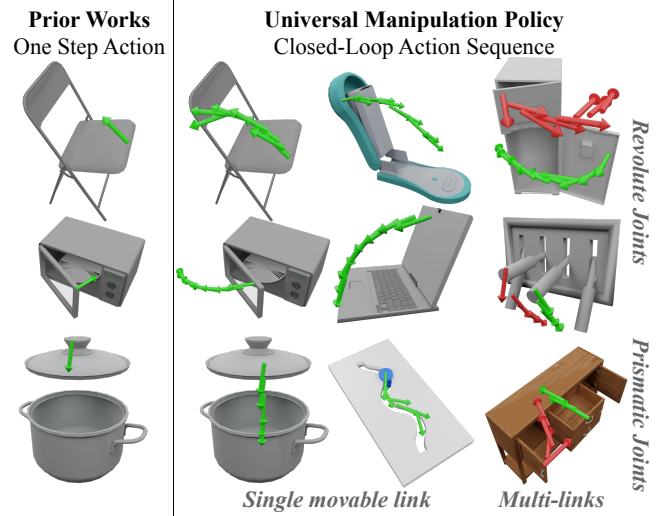 Prior Works
One Step Action
Universal Manipulation Policy
Closed-Loop Action Sequence
Revolute Joints
Prismatic Joints
Single movable link
Multi-links